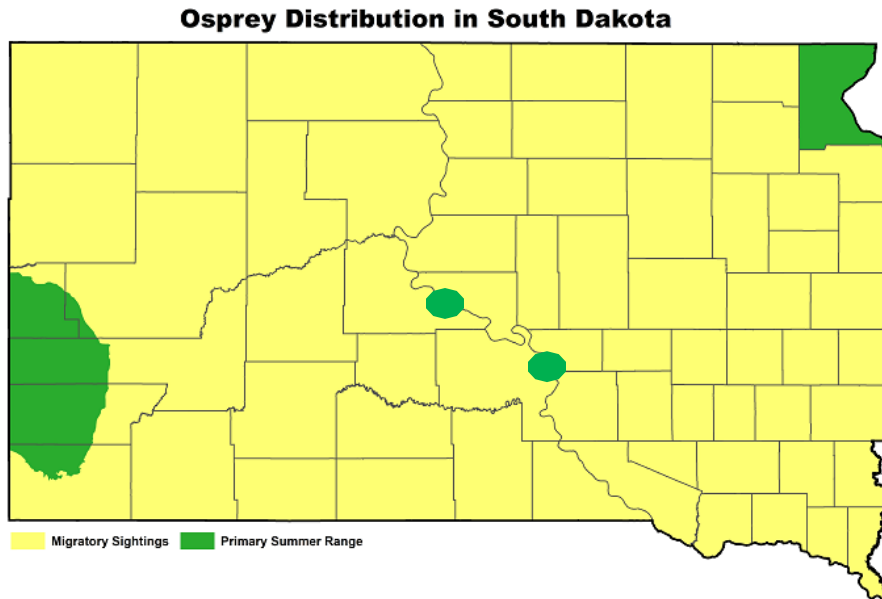 Osprey Distribution in South Dakota
Migratory Sightings
Primary Summer Range